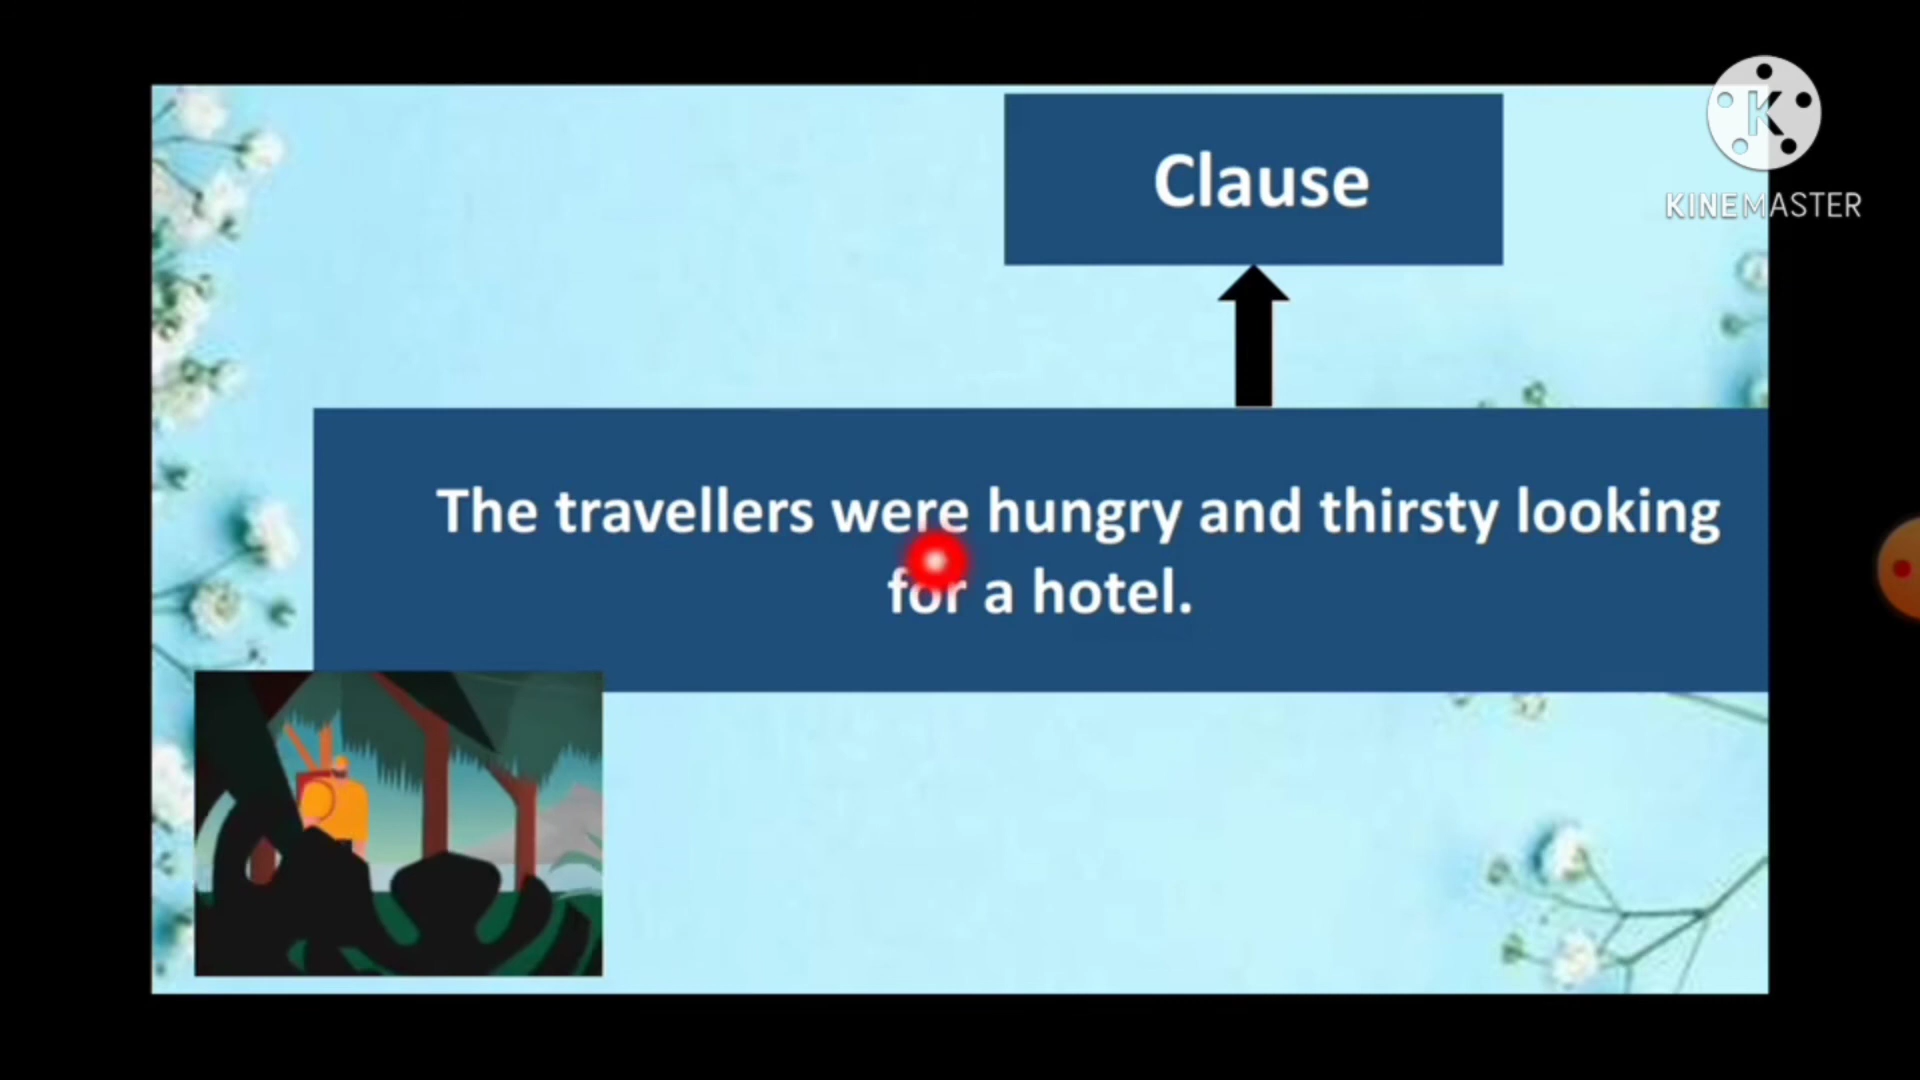 Clause
K
KINEMASTER
The travellers were hungry and thirsty looking
for a hotel.